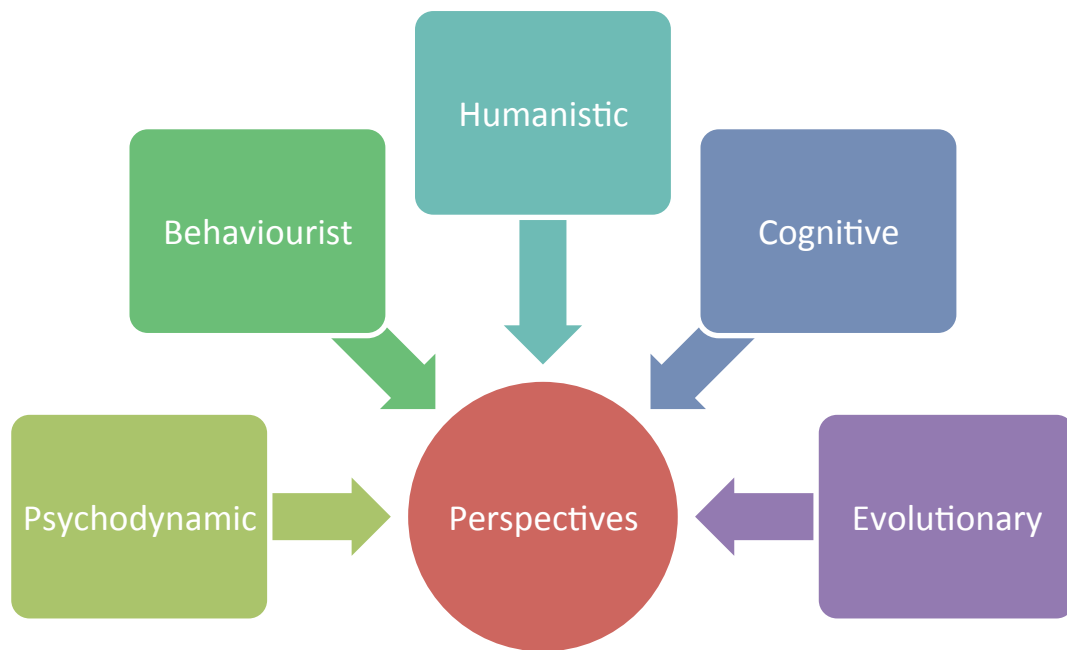 Humanistic
Behaviourist
Cognitive
Psychodynamic
Perspectives
Evolutionary